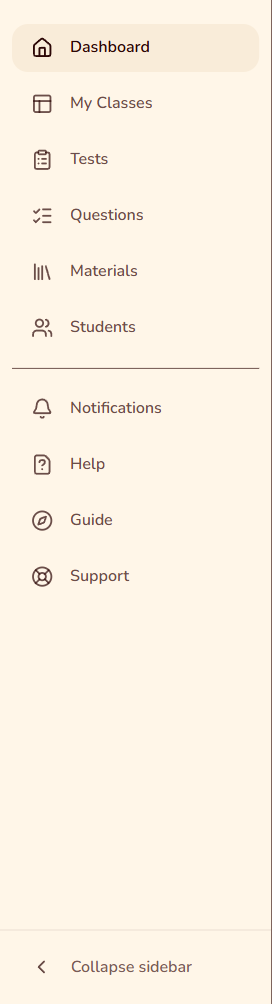 Dashboard
My Classes
Tests
Questions
Materials
Students
Notifications
Help
Guide
Support
Collapse sidebar